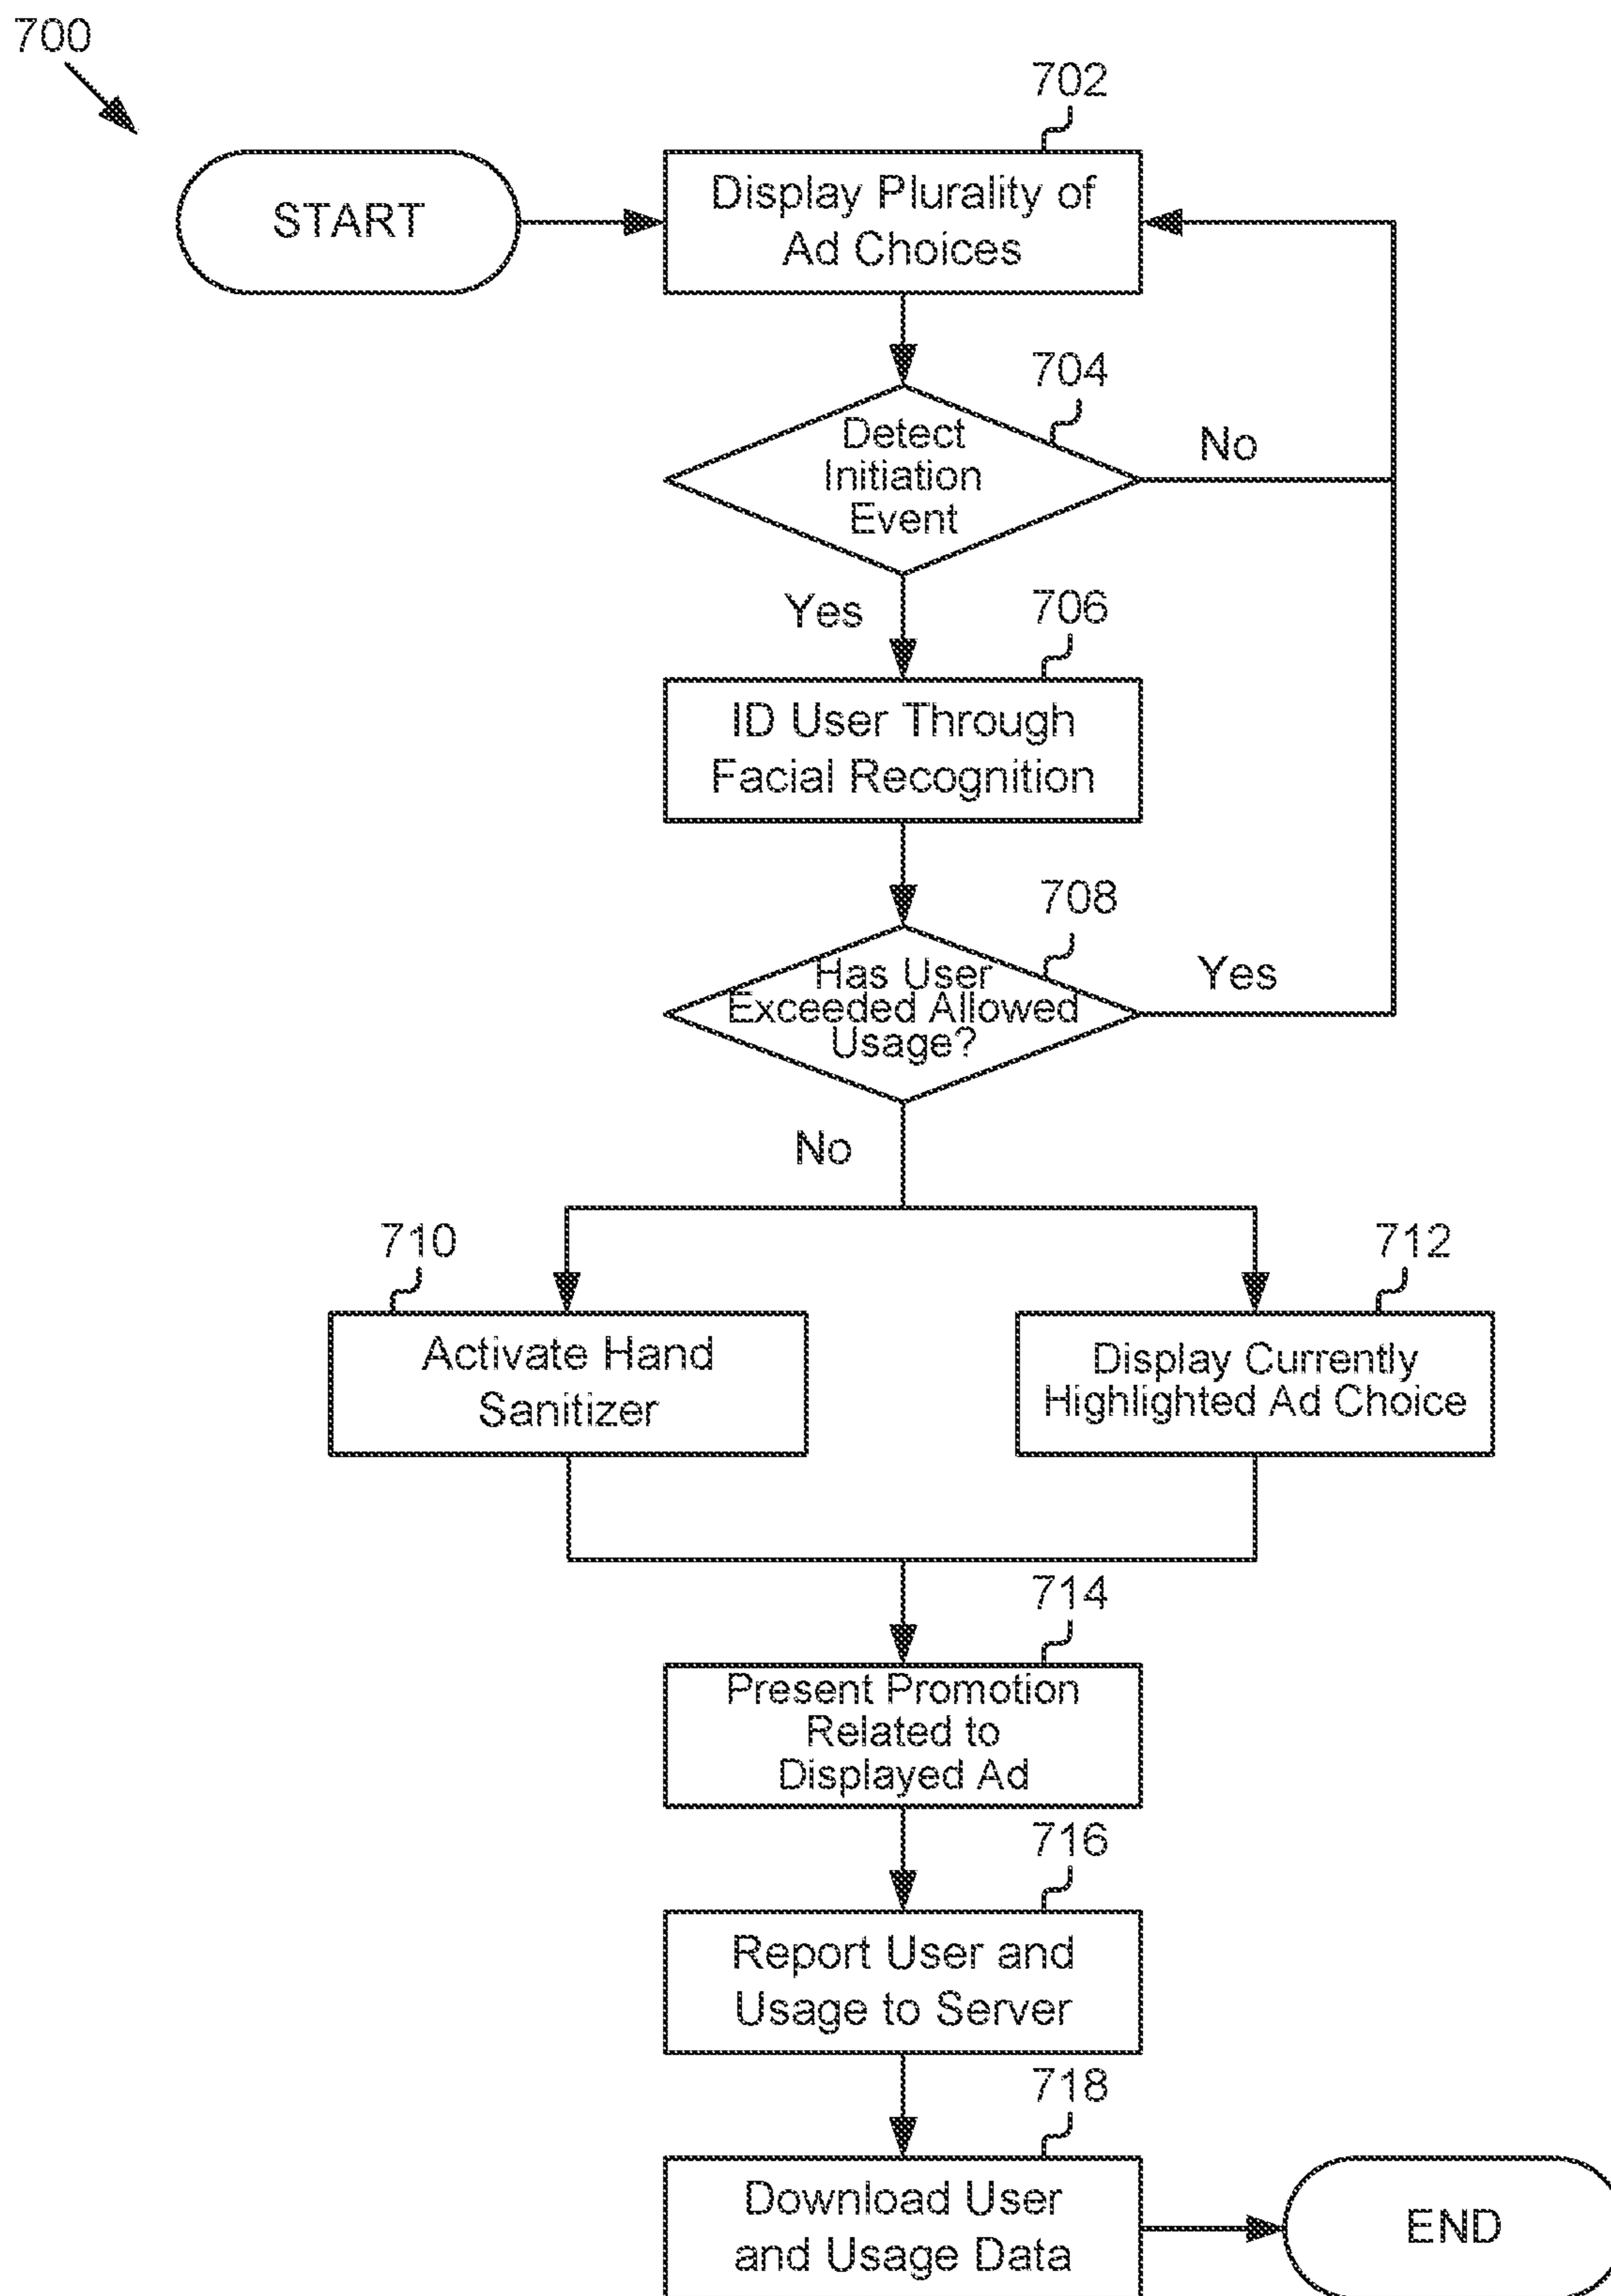 700
702
START
Display Plurality of
Ad Choices
704
Detect
Initiation
Event
No
Yes
706
ID User Through
Facial Recognition
708
Has User
Exceeded Allowed
Usage?
Yes
No
710
712
Activate Hand
Sanitizer
Display Currently
Highlighted Ad Choice
714
Present Promotion
Related to
Displayed Ad
716
Report User and
Usage to Server
718
Download User
and Usage Data
END